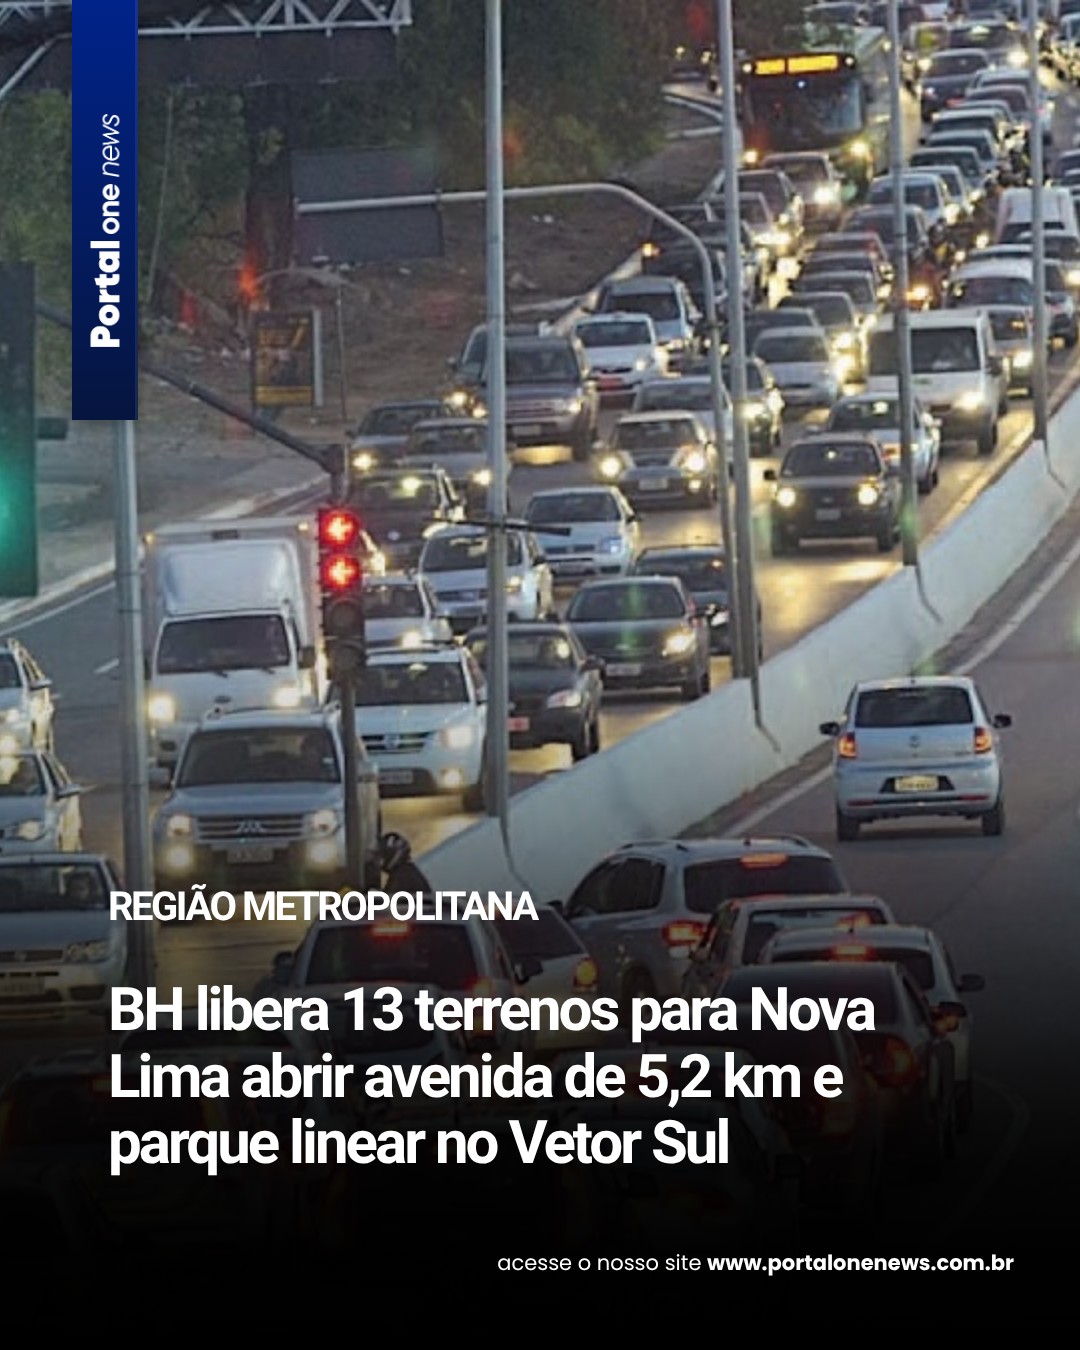 Portal one news
REGIÃO METROPOLITANA
BH libera 13 terrenos para Nova
Lima abrir avenida de 5,2 km e
parque linear no Vetor Sul
acesse o nosso site www.portalonenews.com.br